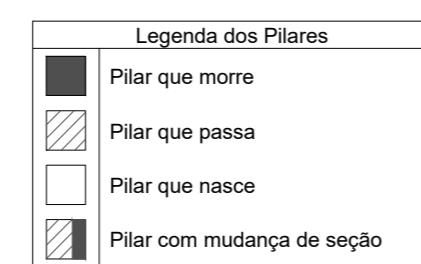 Legenda dos Pilares
Pilar que morre
Pilar que passa
Pilar que nasce
Pilar com mudança de seção